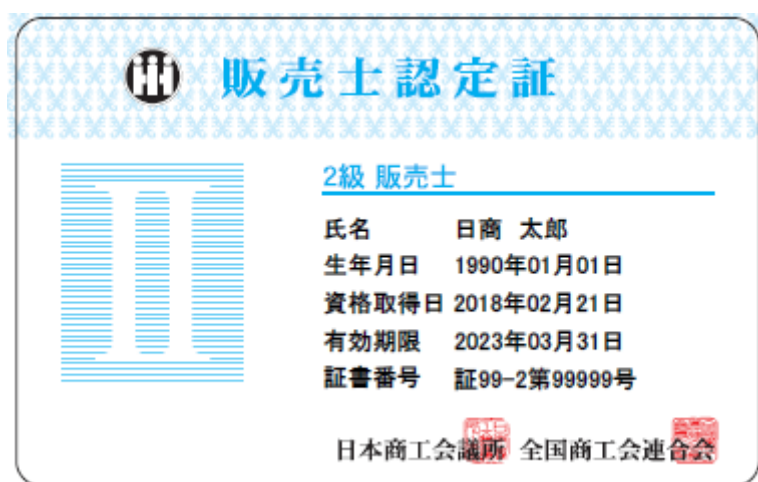 販売士認定証
2級 販売士
氏名 日商 太郎
生年月日 1990年01月01日
資格取得日 2018年02月21日
有効期限 2023年03月31日
証書番号 証99-2第99999号
日本商工会議所 全国商工会連合会